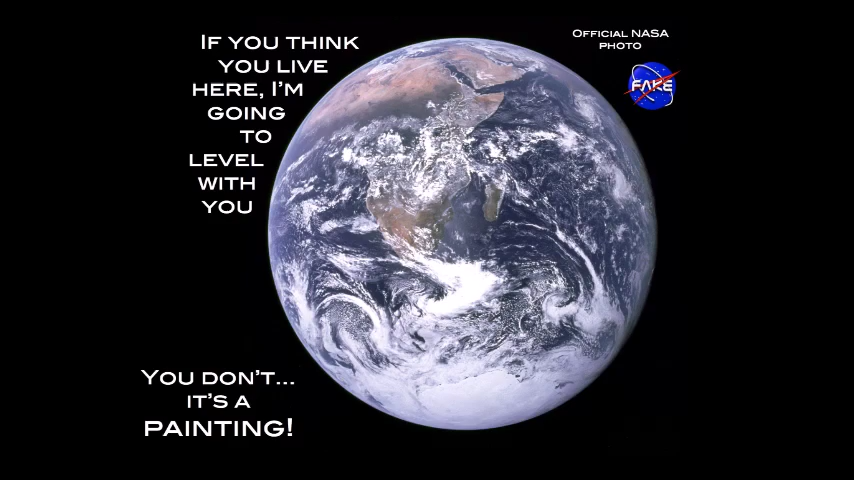 If you think
you live
here, I'm
going
to
level
with
you
Official NASA
photo
FAKE
You don't...
it's a
painting!